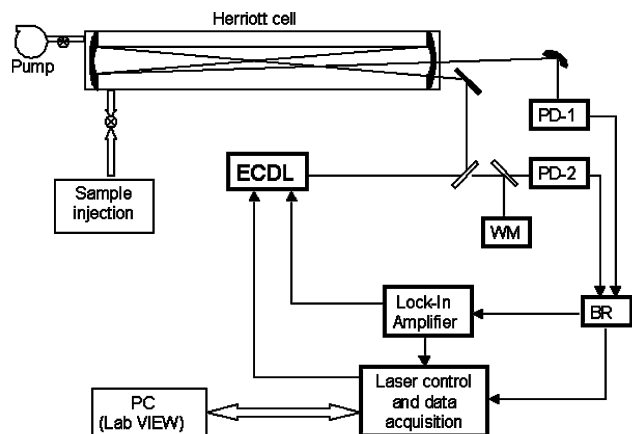 Herriott cell
Pump
PD-1
ECDL
PD-2
Sample
injection
WM
Lock-In
Amplifier
BR
Laser control
and data
acquisition
PC
(Lab VIEW)